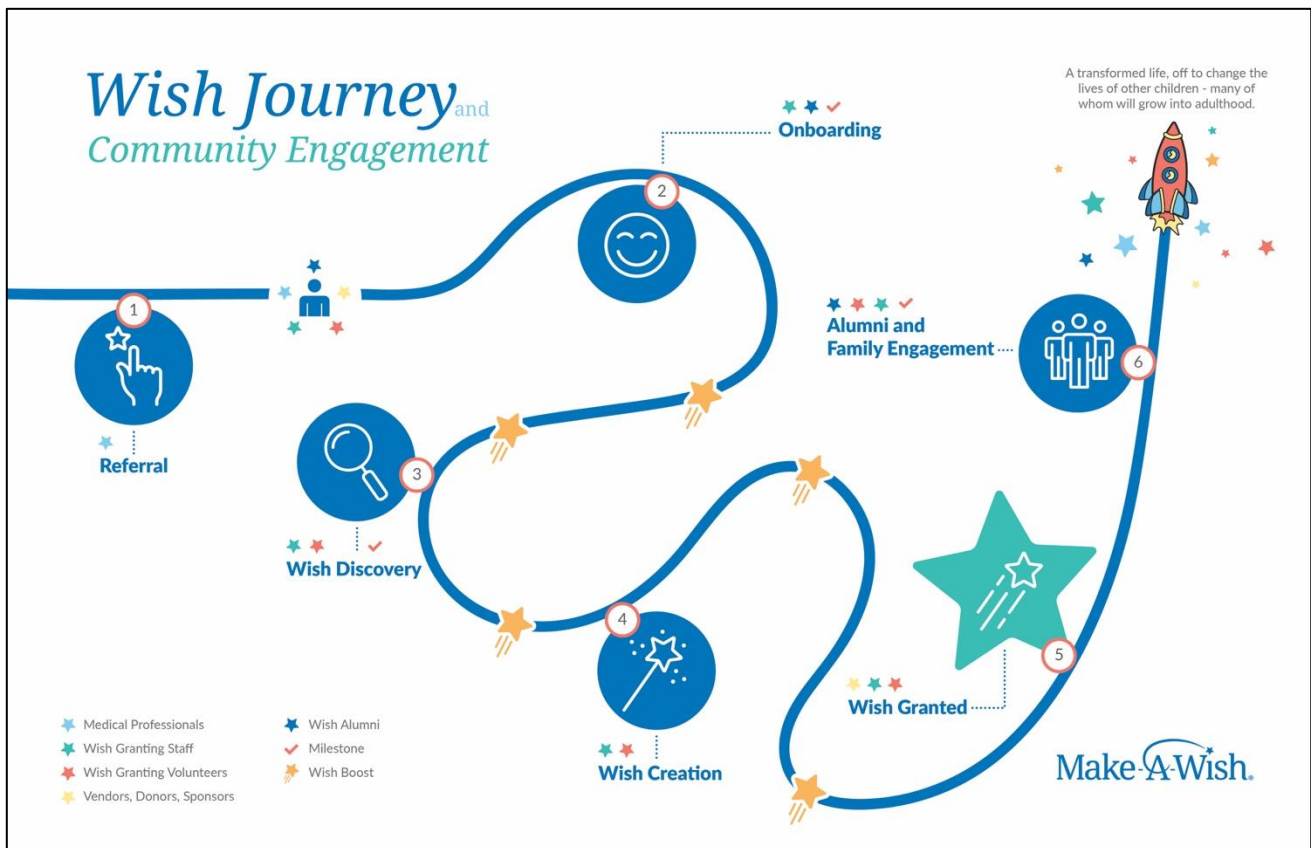 Wish Journey and
Community Engagement
A transformed life, off to change the
lives of other children - many of
whom will grow into adulthood.
Onboarding
2
1
Referral
Alumni and
Family Engagement
6
3
Wish Discovery
4
Wish Creation
5
Wish Granted
Medical Professionals
Wish Granting Staff
Wish Granting Volunteers
Vendors, Donors, Sponsors
Wish Alumni
Milestone
Wish Boost
Make-A-Wish®